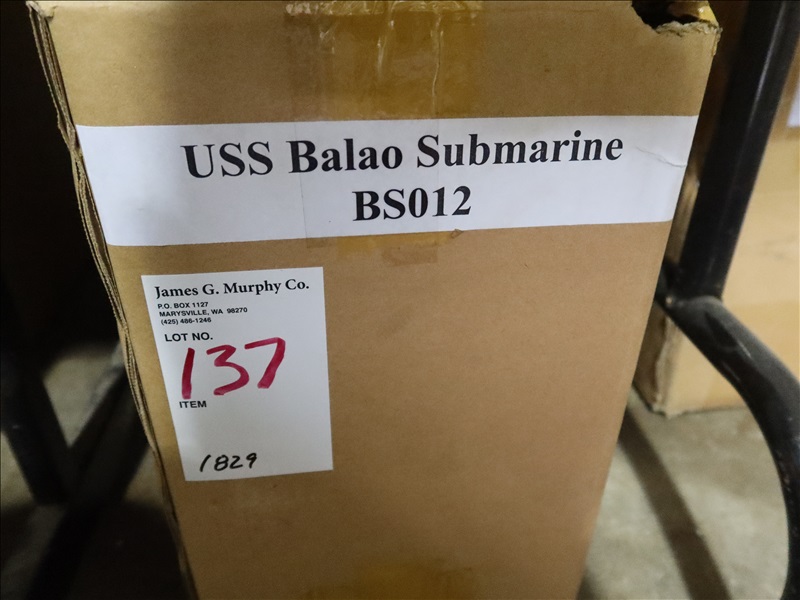 USS Balao Submarine
BS012
James G. Murphy Co.
P.O. BOX 1127
MARYSVILLE, WA 98270
(425) 486-1246
LOT NO.
137
ITEM
1829